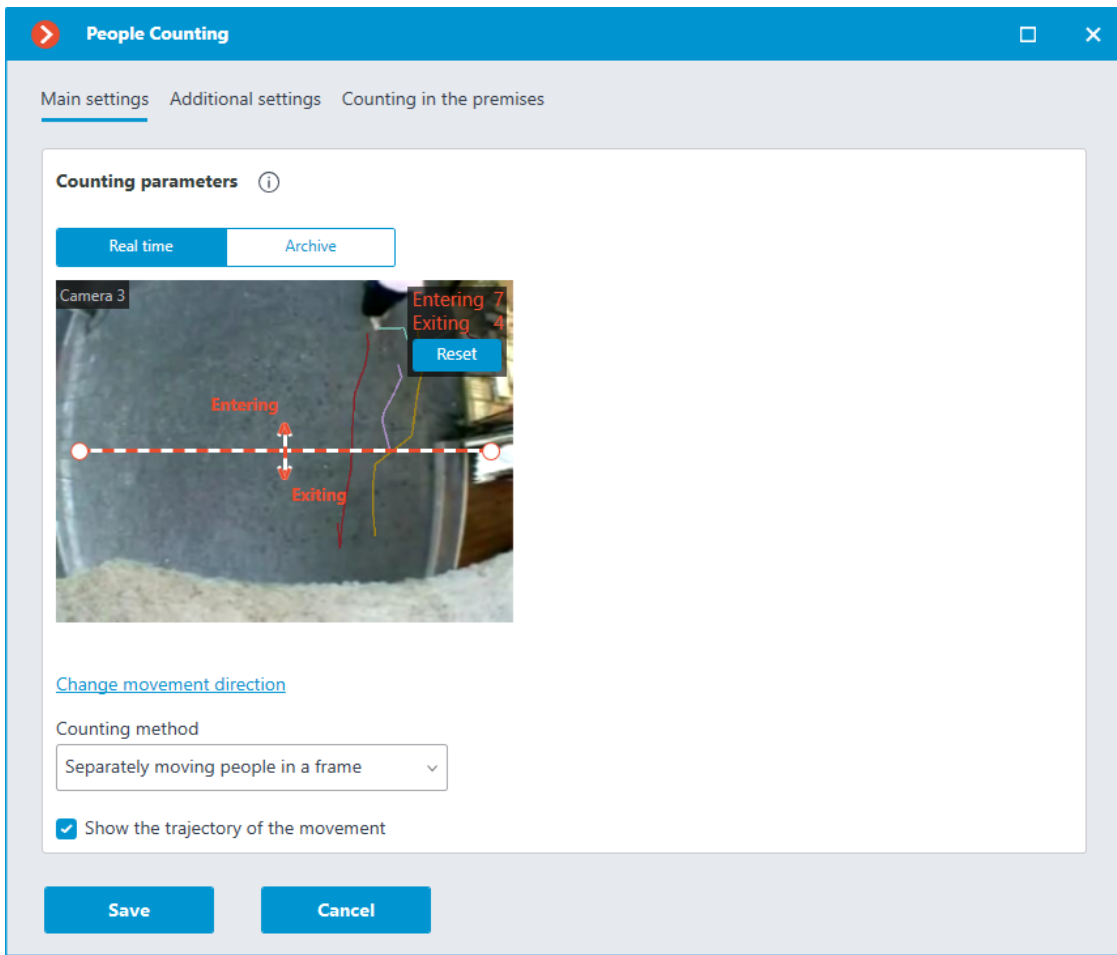 People Counting
Main settings Additional settings Counting in the premises
Counting parameters
Real time Archive
Camera 3
Entering 7
Exiting 4
Reset
Entering
Exiting
Change movement direction
Counting method
Separately moving people in a frame
Show the trajectory of the movement
Save Cancel